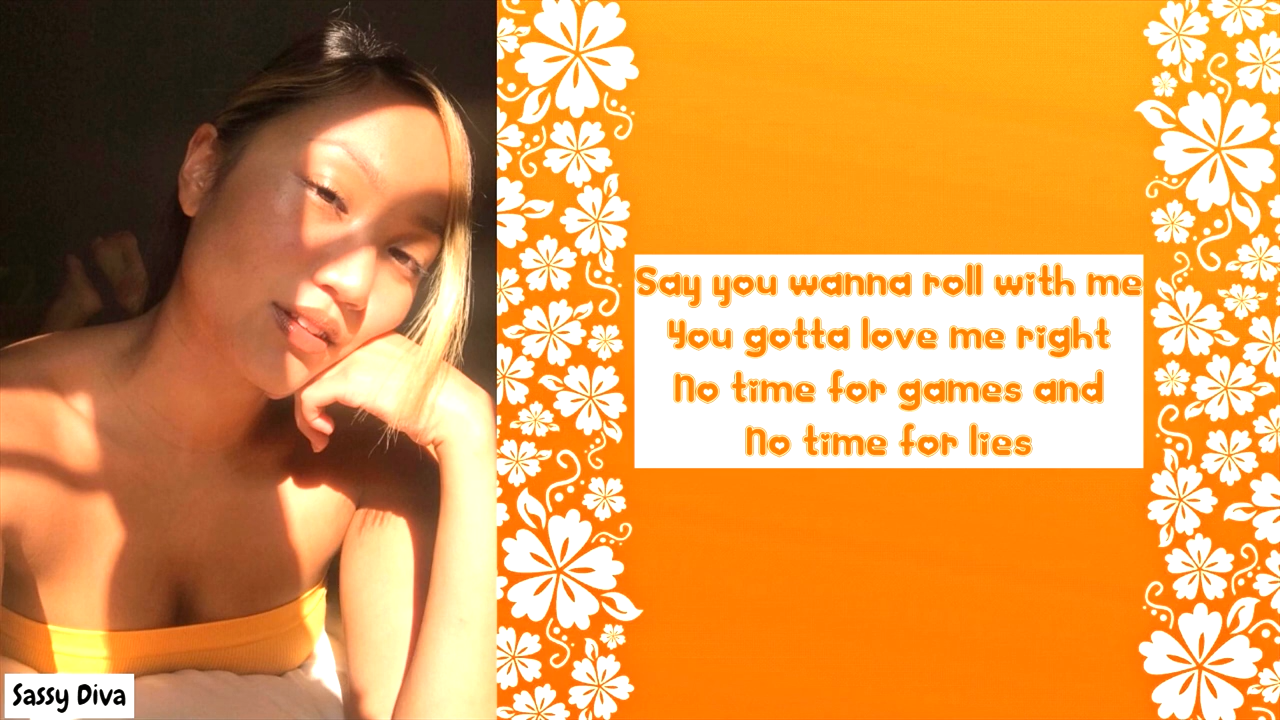 Say you wanna roll with me
You gotta love me right
No time for games and
No time for lies
Sassy Diva